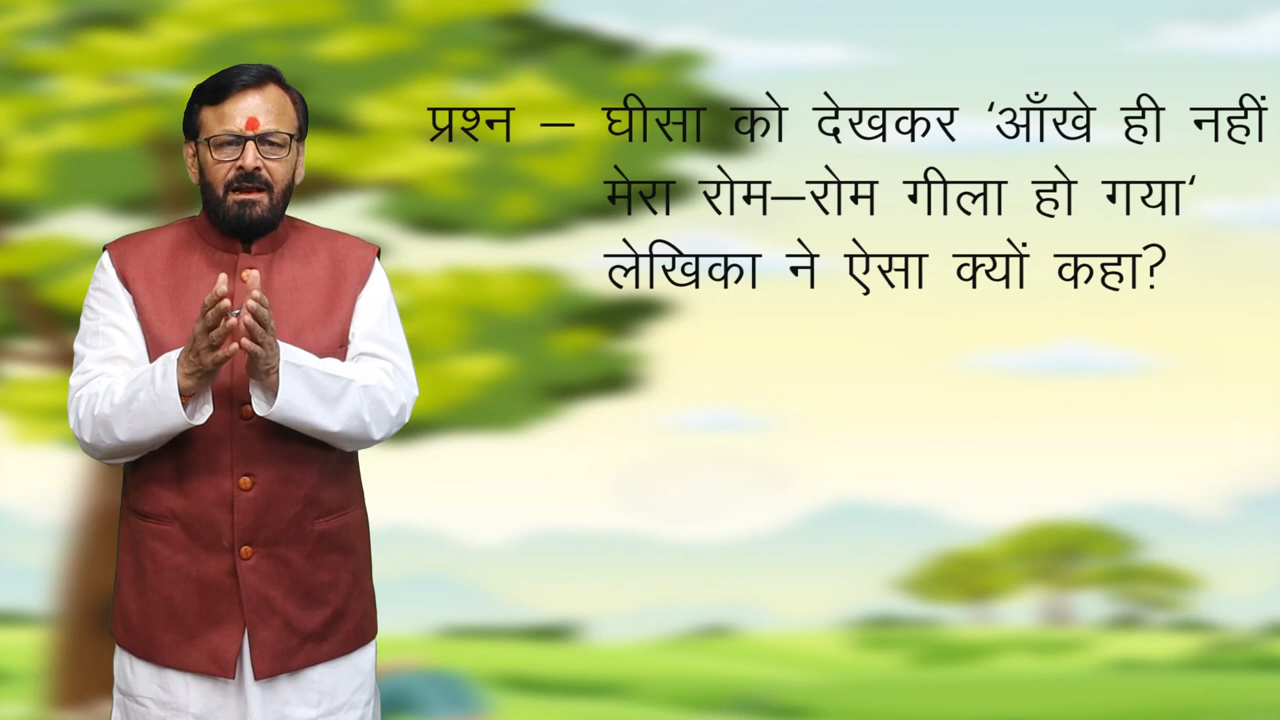 प्रश्न – घीसा को देखकर ‘आँखे ही नहीं
मेरा रोम–रोम गीला हो गया‘
लेखिका ने ऐसा क्यों कहा?